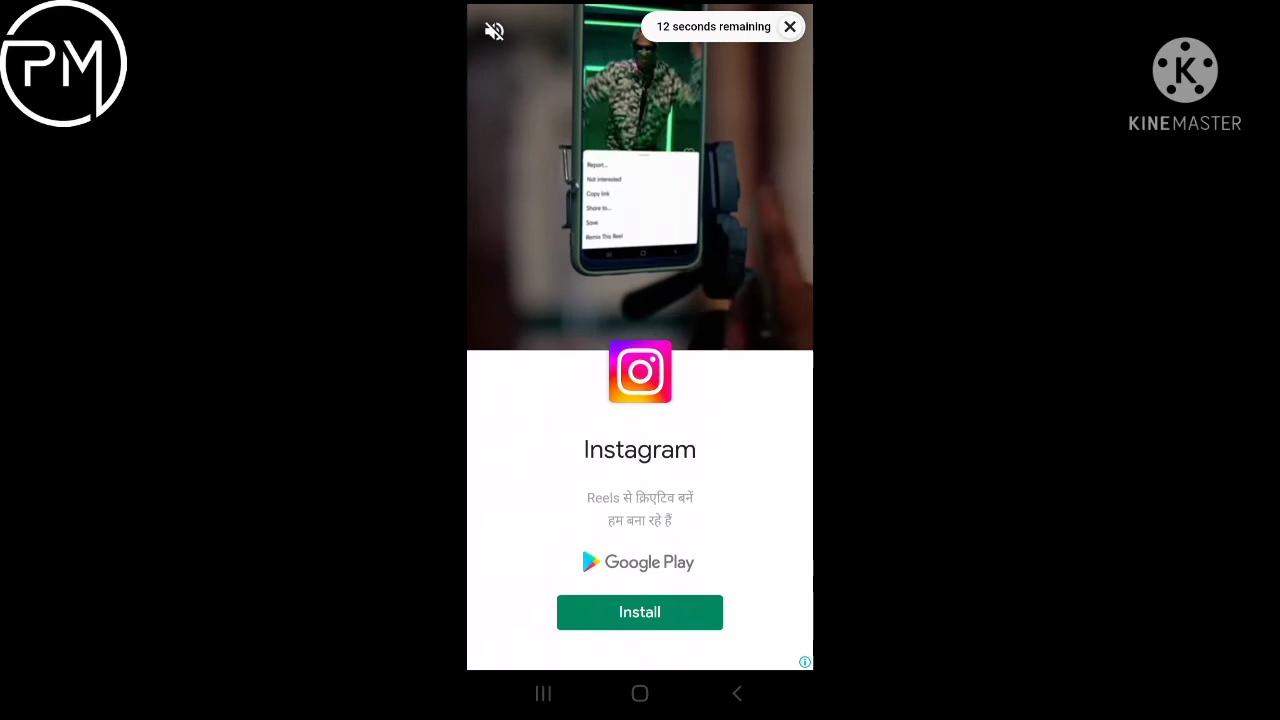 PM
12 seconds remaining
K
KINEMASTER
Report...
Not interested
Copy link
Share to...
Save
Remix This Reel
Instagram
Reels से क्रिएटिव बनें
हम बना रहे हैं
Google Play
Install